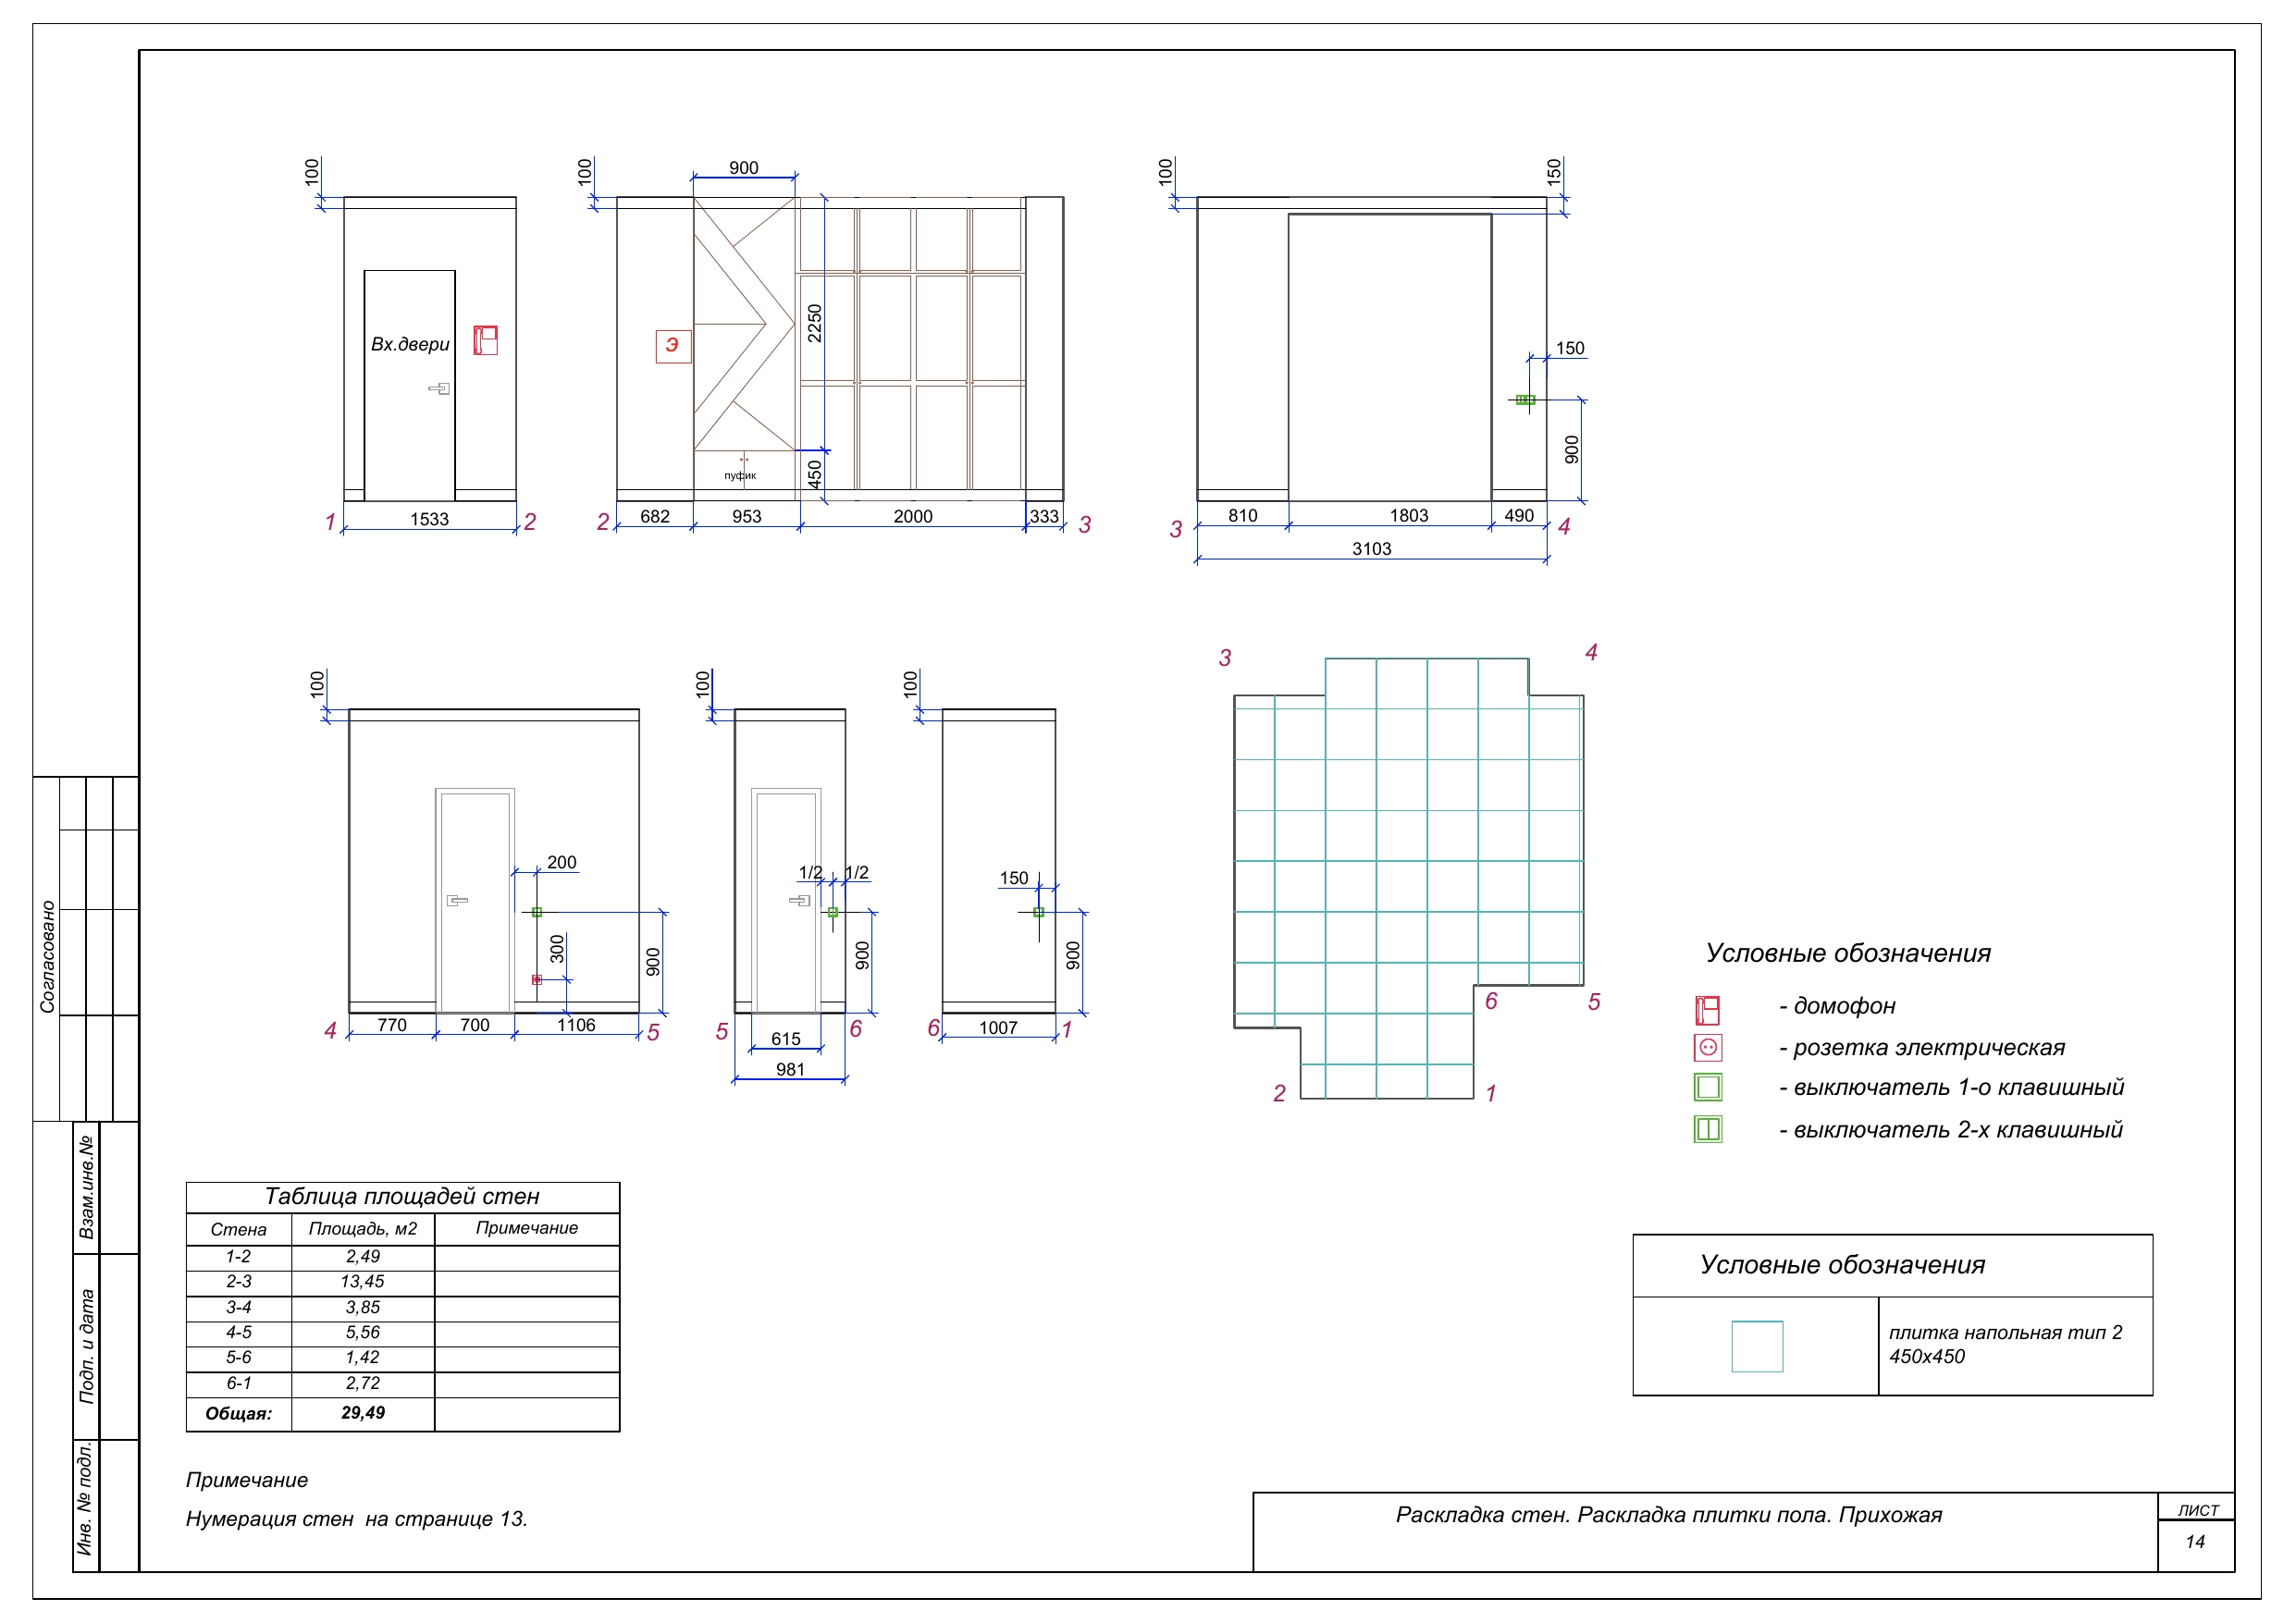 100
100
900
100
150
Вх.двери
Э
2250
450
пуфик
150
900
1
1533
2
2
682
953
2000
333
3
3
810
1803
490
4
3103
100
100
100
200
300
900
1/2
1/2
900
150
900
4
770
700
1106
5
5
615
981
6
6
1007
1
3
4
6
5
2
1
Условные обозначения
- домофон
- розетка электрическая
- выключатель 1-о клавишный
- выключатель 2-х клавишный
Таблица площадей стен
Стена Площадь, м2 Примечание
1-2 2,49
2-3 13,45
3-4 3,85
4-5 5,56
5-6 1,42
6-1 2,72
Общая: 29,49
Условные обозначения
плитка напольная тип 2
450х450
Примечание
Нумерация стен на странице 13.
Раскладка стен. Раскладка плитки пола. Прихожая
ЛИСТ
14
Согласовано
Взам.инв.№
Подп. и дата
Инв. № подл.